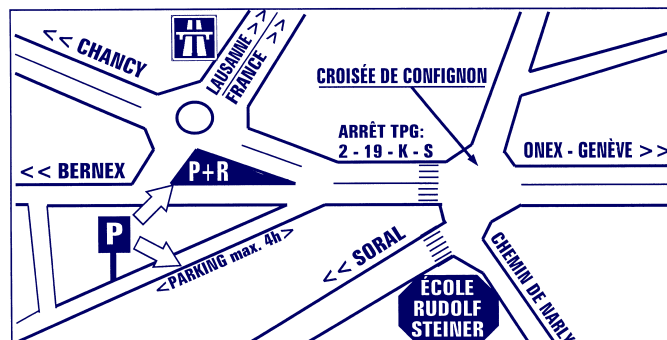 << CHANCY
LAUSANNE >>
FRANCE >>
CROISÉE DE CONFIGNON
ARRÊT TPG:
2 - 19 - K - S
<< BERNEX
P+R
ONEX - GENÈVE >>
P
<PARKING max. 4h>
<< SORAL
CHEMIN DE NARLY
ÉCOLE
RUDOLF
STEINER